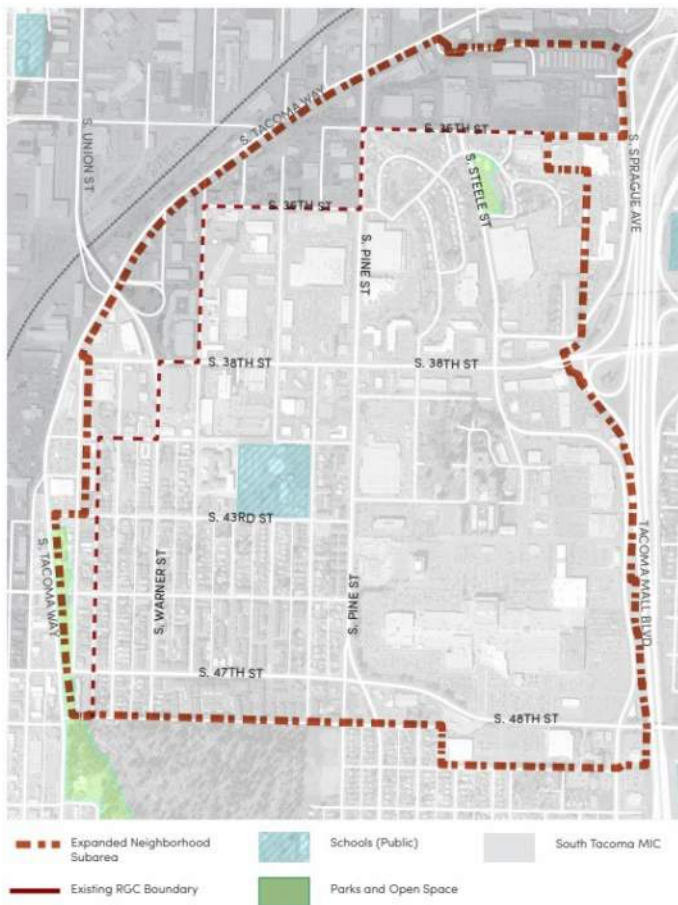 S. TACOMA WAY
S. UNION ST
S. 35TH ST
S. SPRAGUE AVE
S. STEELE ST
S. 36TH ST
S. PINE ST
S. 38TH ST
S. 38TH ST
S. 43RD ST
S. TACOMA WAY
S. WARNER ST
S. PINE ST
TACOMA MALL BLVD
S. 47TH ST
S. 48TH ST
Expanded Neighborhood
Subarea
Schools (Public)
South Tacoma MIC
Existing RGC Boundary
Parks and Open Space